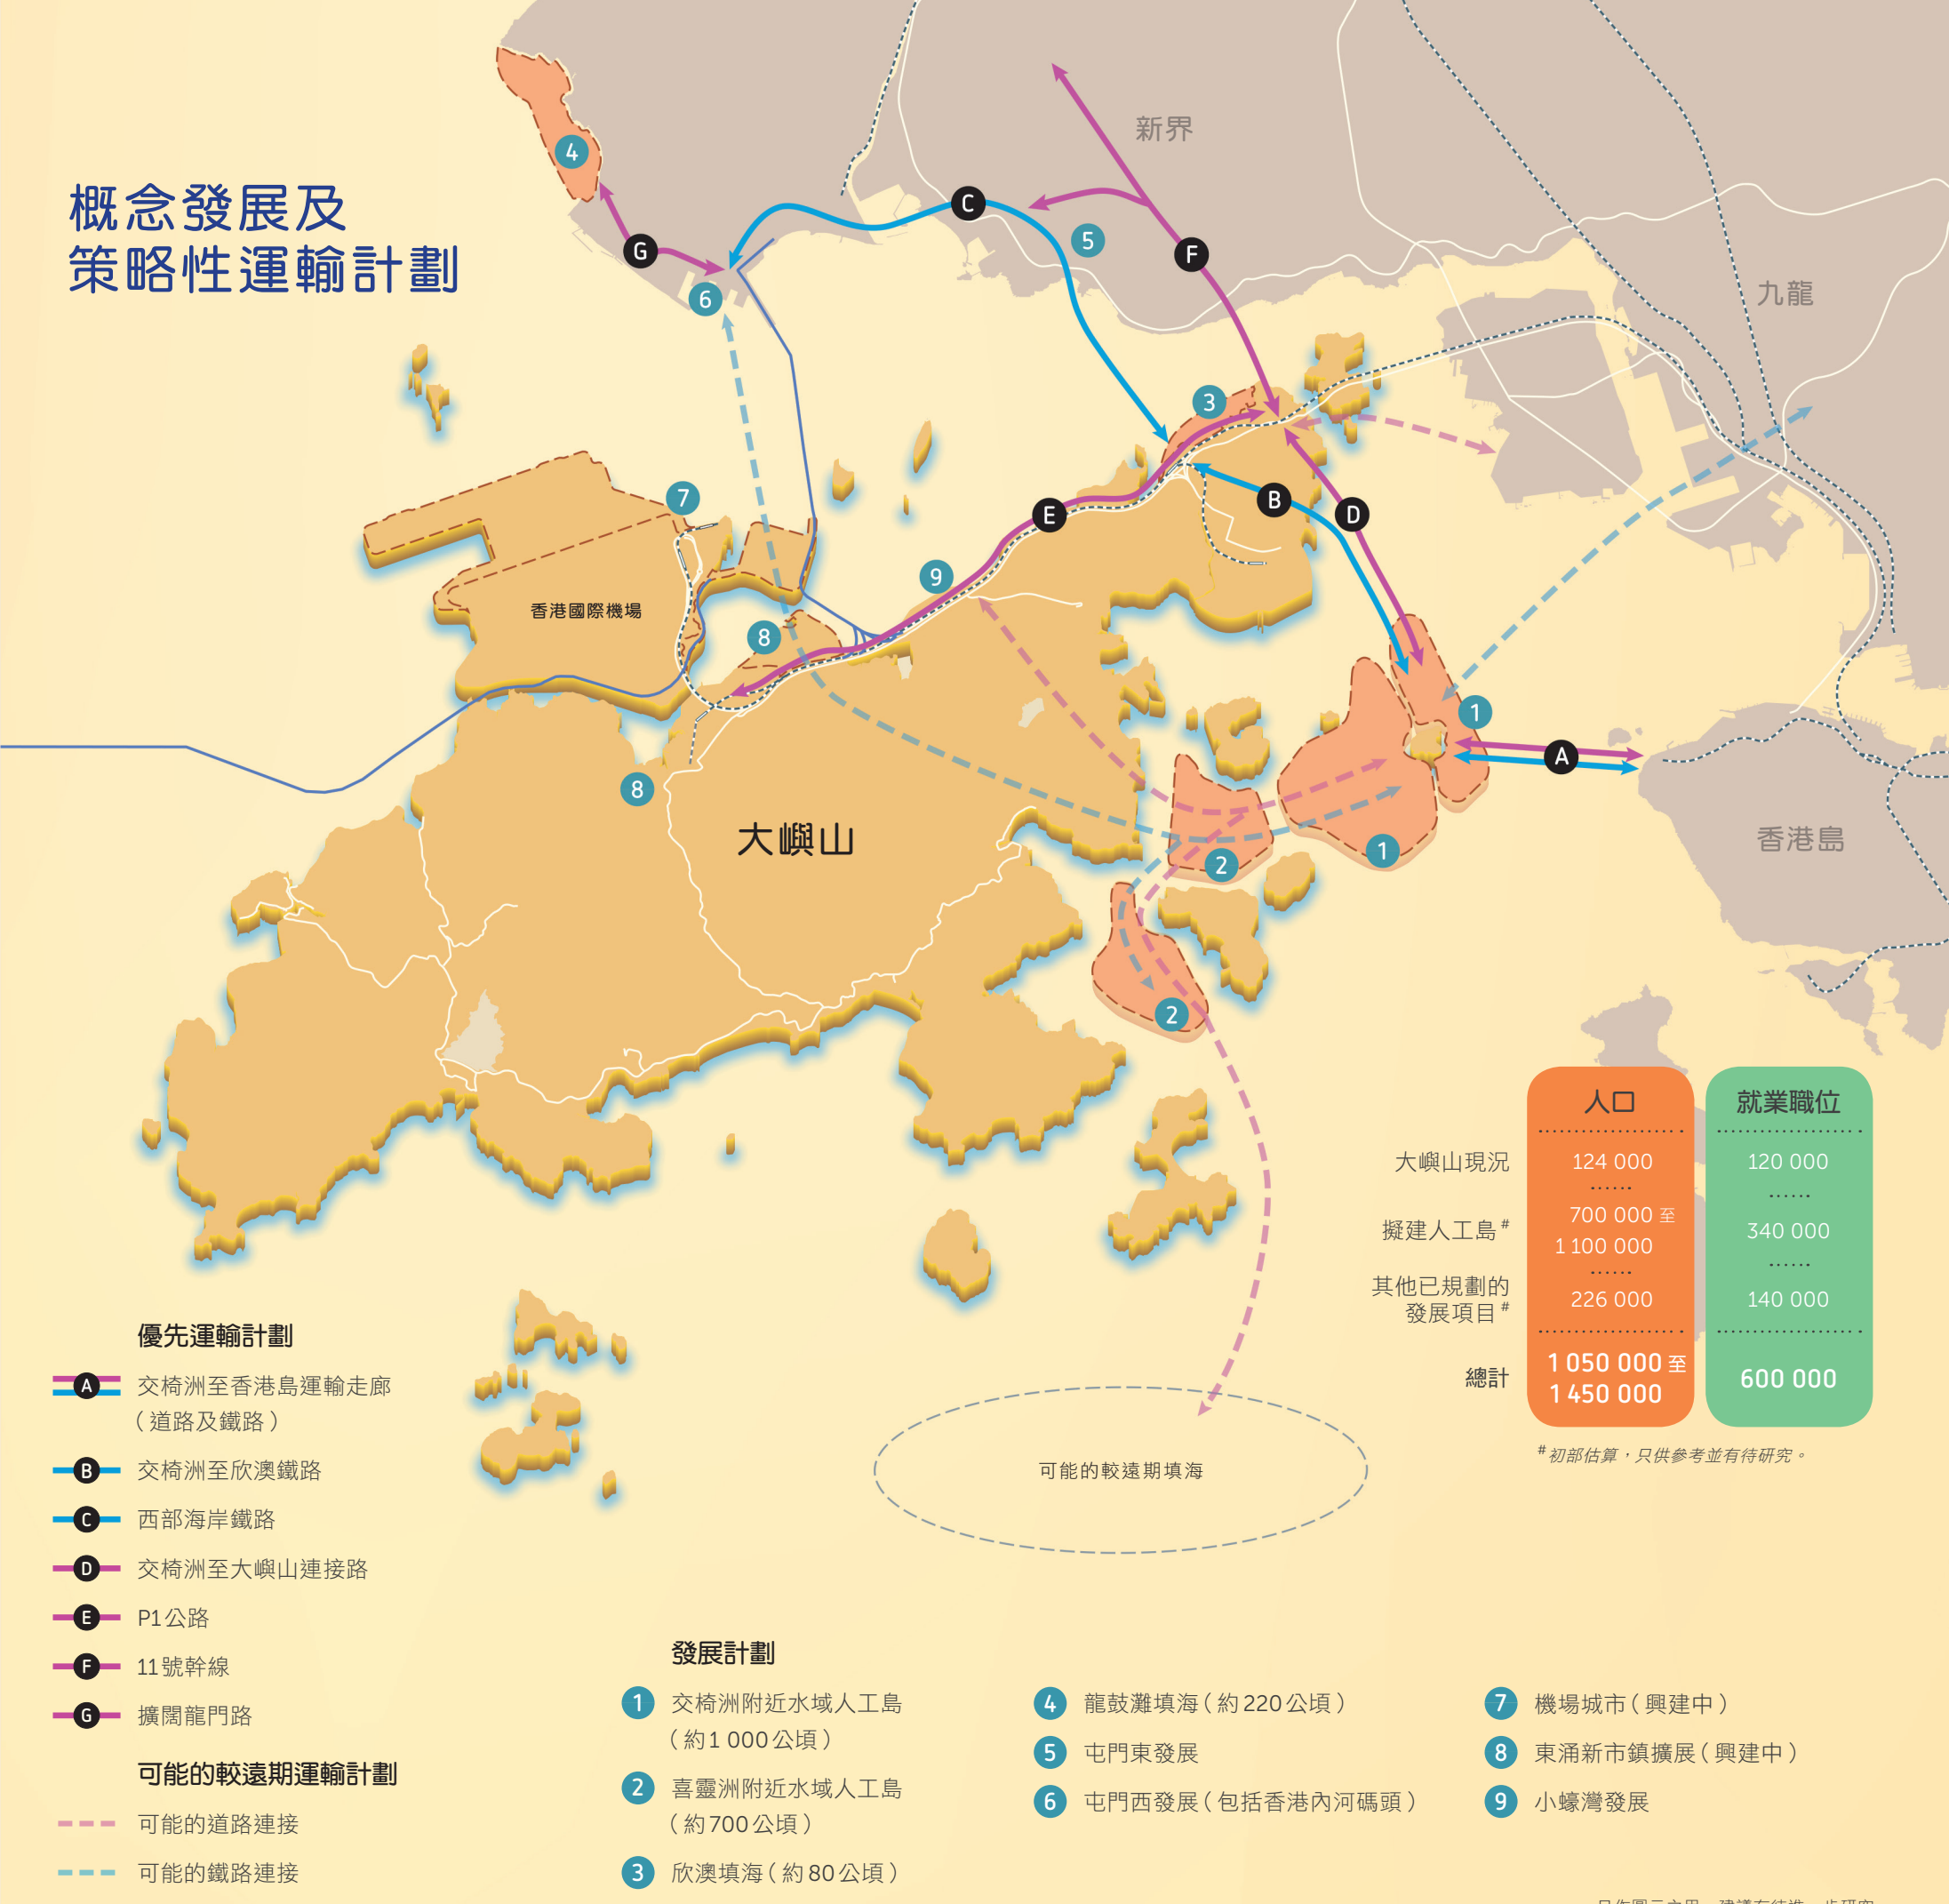 概念發展及
策略性運輸計劃
新界
九龍
香港島
香港國際機場
大嶼山
4
G
6
C
5
F
3
7
E
B
D
9
8
8
1
A
1
2
2
可能的較遠期填海
人口
就業職位
大嶼山現況
124 000
120 000
擬建人工島#
700 000 至
1 100 000
340 000
其他已規劃的
發展項目#
226 000
140 000
總計
1 050 000 至
1 450 000
600 000
#初部估算，只供參考並有待研究。
優先運輸計劃
A 交椅洲至香港島運輸走廊
（道路及鐵路）
B 交椅洲至欣澳鐵路
C 西部海岸鐵路
D 交椅洲至大嶼山連接路
E P1公路
F 11號幹線
G 擴闊龍門路
可能的較遠期運輸計劃
可能的道路連接
可能的鐵路連接
發展計劃
1 交椅洲附近水域人工島
（約1 000公頃）
2 喜靈洲附近水域人工島
（約700公頃）
3 欣澳填海（約80公頃）
4 龍鼓灘填海（約220公頃）
5 屯門東發展
6 屯門西發展（包括香港內河碼頭）
7 機場城市（興建中）
8 東涌新市鎮擴展（興建中）
9 小蠔灣發展